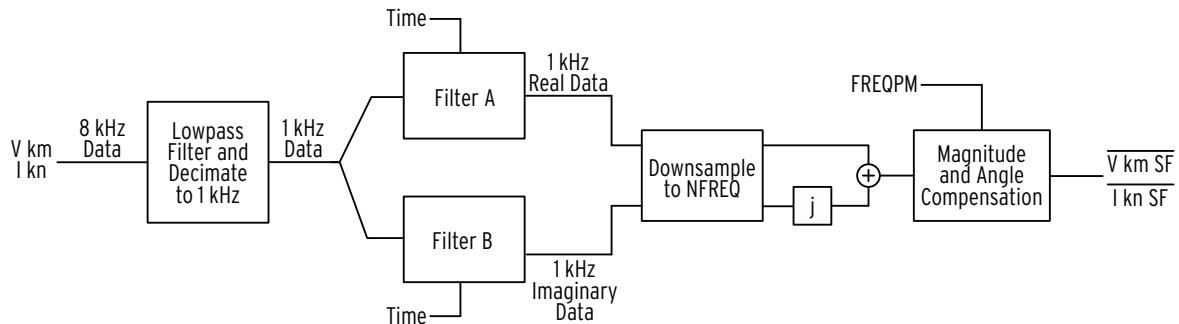 Time
1 kHz
Real Data
Filter A
FREQPM
8 kHz
Data
V km
I kn
Lowpass
Filter and
Decimate
to 1 kHz
1 kHz
Data
Downsample
to NFREQ
+
j
Magnitude
and Angle
Compensation
V km SF
I kn SF
Filter B
1 kHz
Imaginary
Data
Time